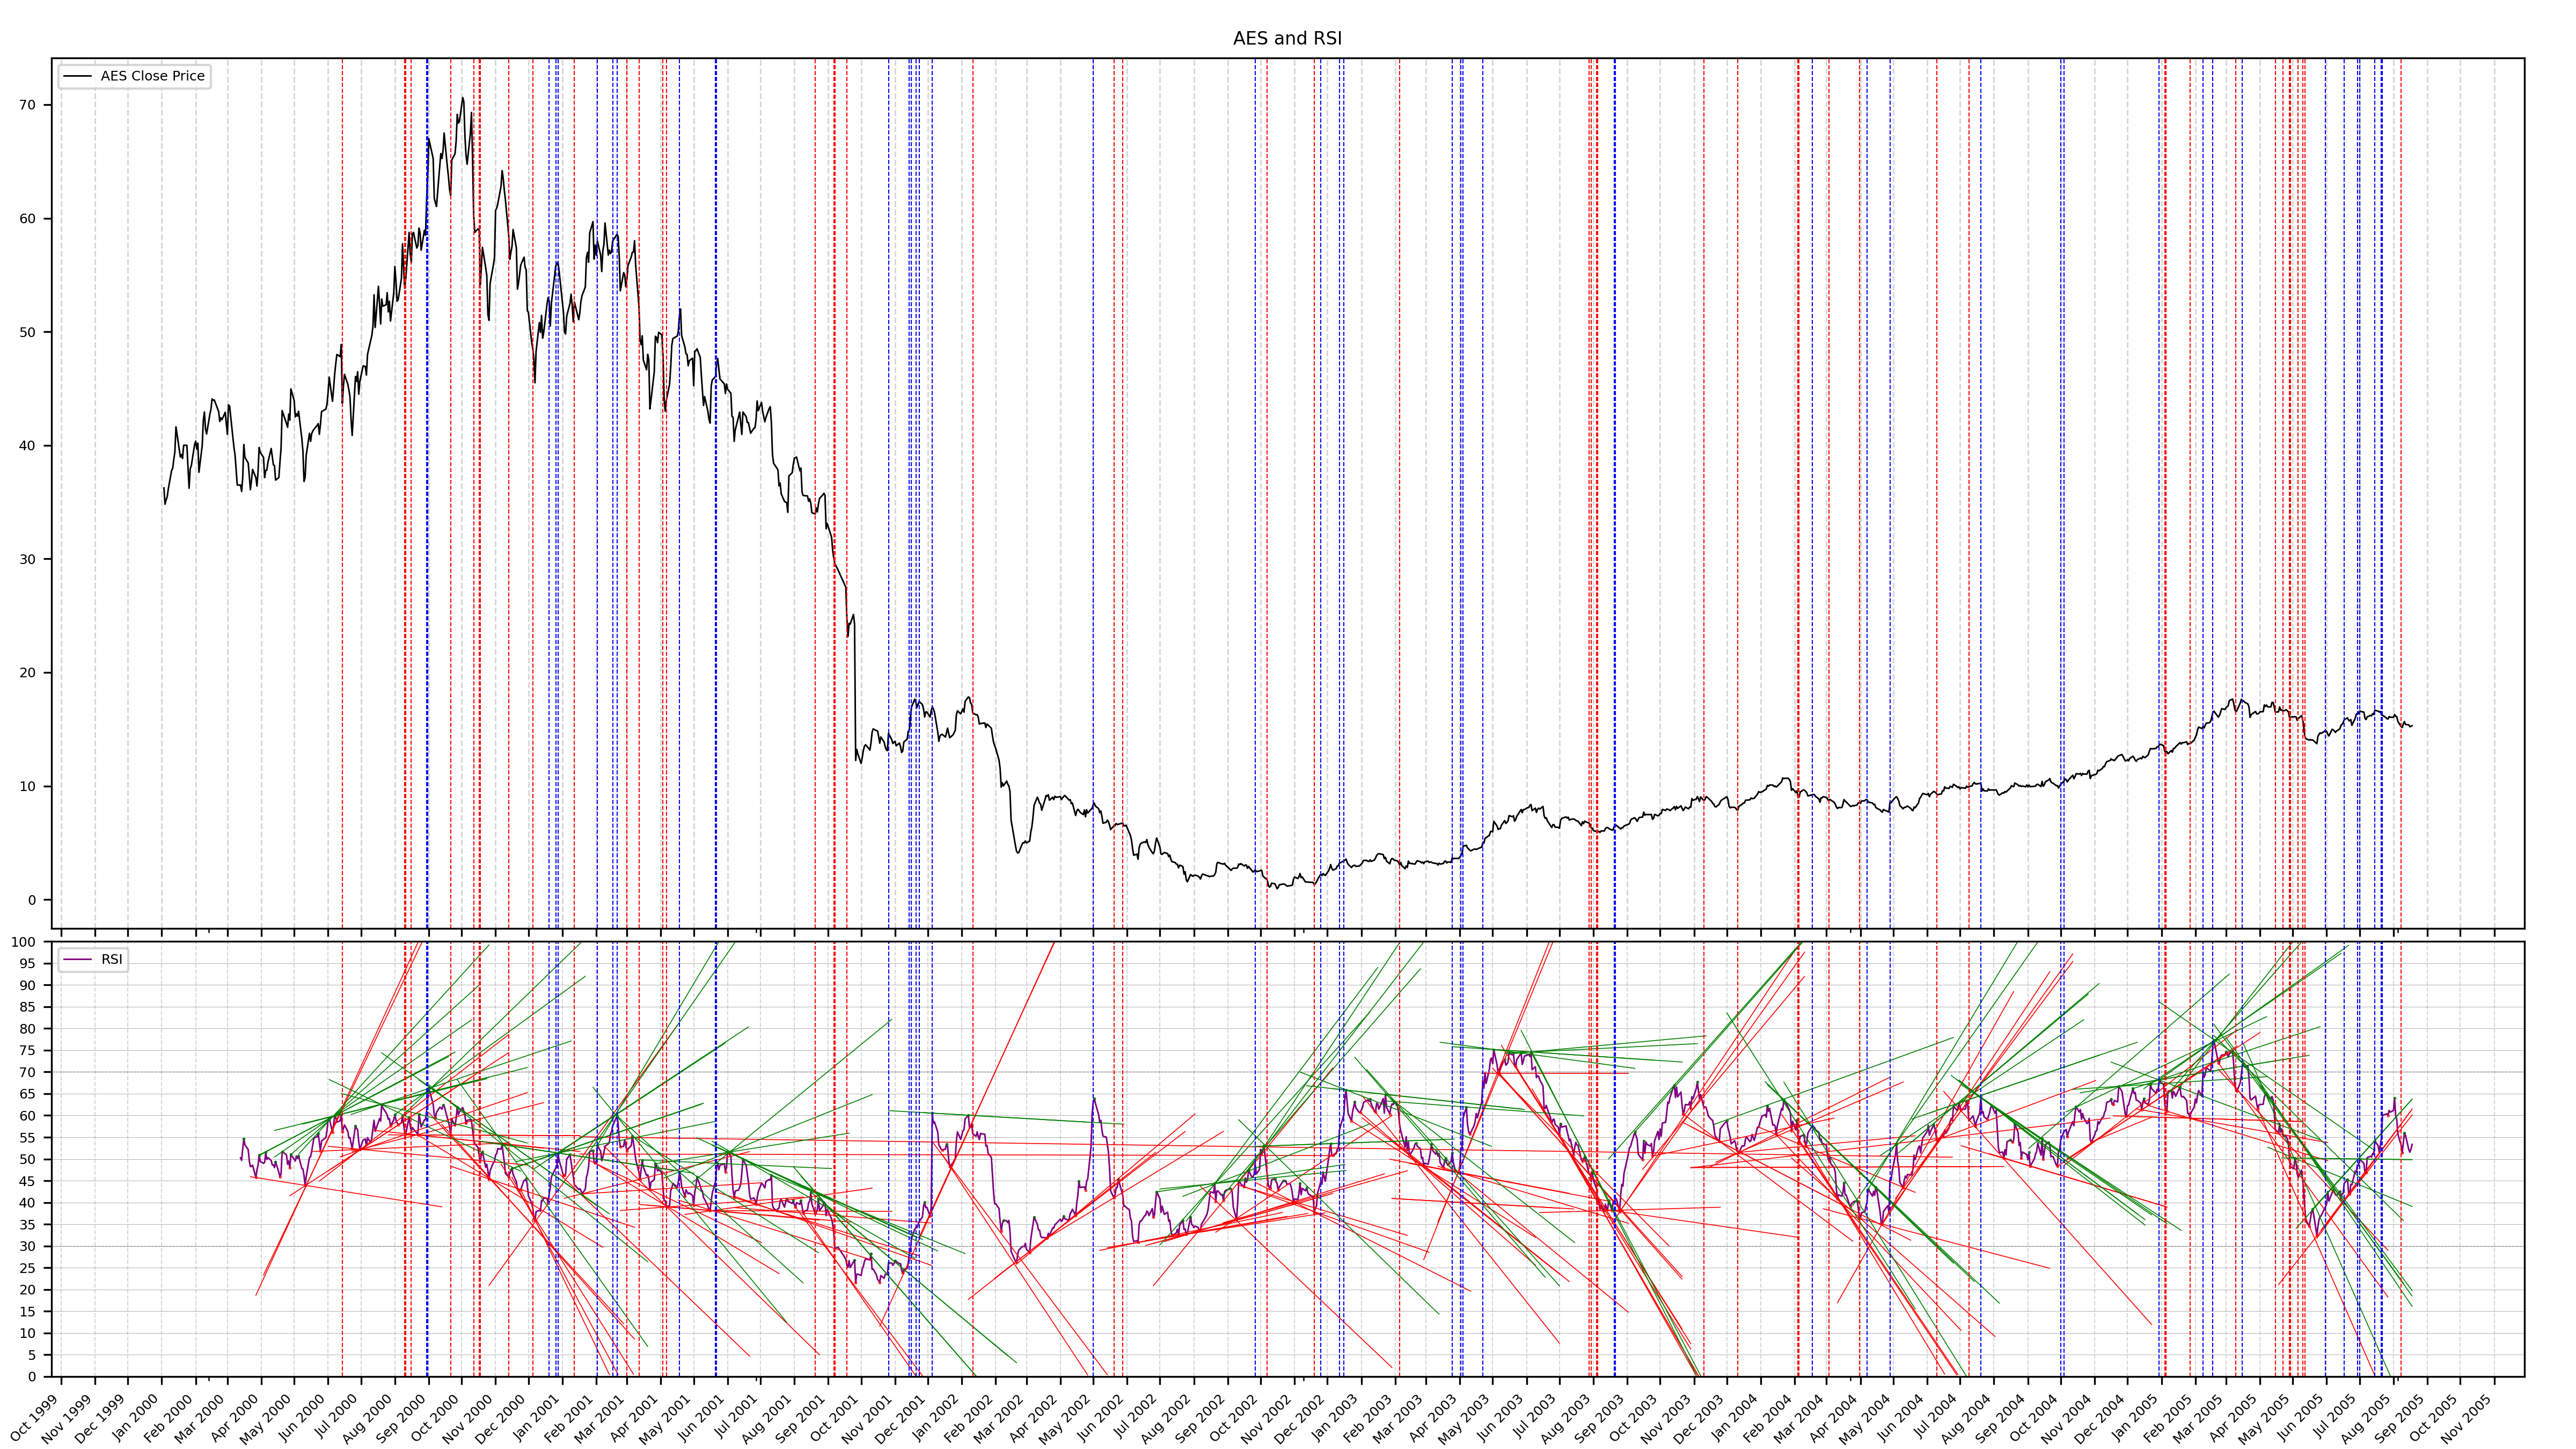 AES and RSI
AES Close Price
70
60
50
40
30
20
10
0
RSI
100
95
90
85
80
75
70
65
60
55
50
45
40
35
30
25
20
15
10
5
0
Oct 1999
Nov 1999
Dec 1999
Jan 2000
Feb 2000
Mar 2000
Apr 2000
May 2000
Jun 2000
Jul 2000
Aug 2000
Sep 2000
Oct 2000
Nov 2000
Dec 2000
Jan 2001
Feb 2001
Mar 2001
Apr 2001
May 2001
Jun 2001
Jul 2001
Aug 2001
Sep 2001
Oct 2001
Nov 2001
Dec 2001
Jan 2002
Feb 2002
Mar 2002
Apr 2002
May 2002
Jun 2002
Jul 2002
Aug 2002
Sep 2002
Oct 2002
Nov 2002
Dec 2002
Jan 2003
Feb 2003
Mar 2003
Apr 2003
May 2003
Jun 2003
Jul 2003
Aug 2003
Sep 2003
Oct 2003
Nov 2003
Dec 2003
Jan 2004
Feb 2004
Mar 2004
Apr 2004
May 2004
Jun 2004
Jul 2004
Aug 2004
Sep 2004
Oct 2004
Nov 2004
Dec 2004
Jan 2005
Feb 2005
Mar 2005
Apr 2005
May 2005
Jun 2005
Jul 2005
Aug 2005
Sep 2005
Oct 2005
Nov 2005